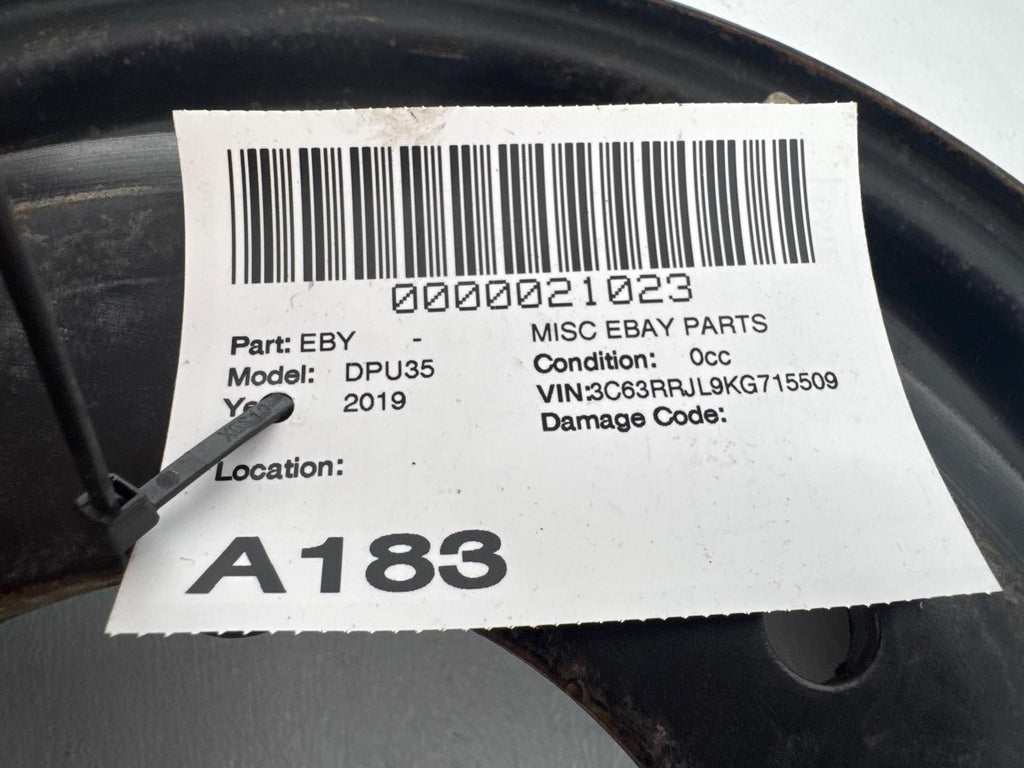 0000021023
Part: EBY - MISC EBAY PARTS
Model: DPU35 Condition: 0cc
2019 VIN:3C63RRJL9KG715509
Damage Code:
Location:
A183